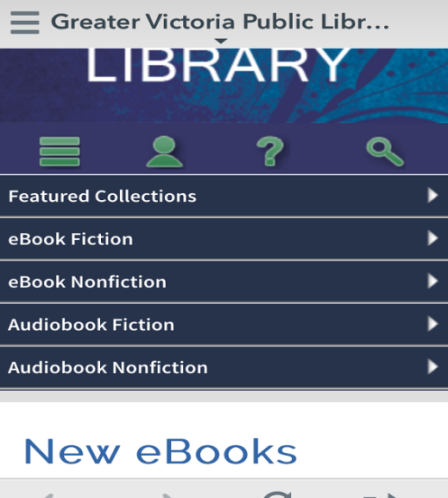 Greater Victoria Public Libr...
LIBRARY
Featured Collections
eBook Fiction
eBook Nonfiction
Audiobook Fiction
Audiobook Nonfiction
New eBooks